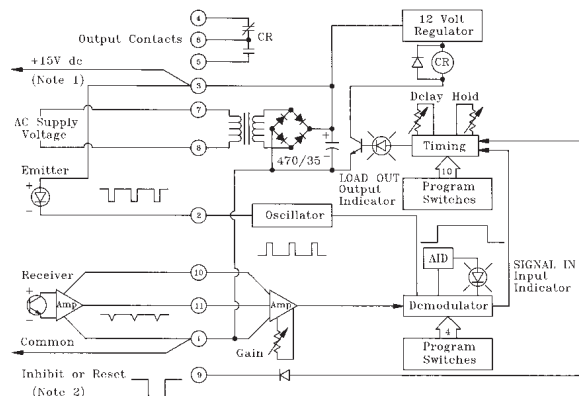 4
Output Contacts
6
CR
5
12 Volt
Regulator
CR
+15V dc
(Note 1)
3
Delay Hold
7
AC Supply
Voltage
8
+
470/35
-
Timing
LOAD OUT
Output
Indicator
10
Program
Switches
Emitter
+
-
2
Oscillator
SIGNAL IN
Input
Indicator
AID
10
Receiver
+
-
Amp
11
Amp
Demodulator
1
Common
Gain
4
Program
Switches
Inhibit or Reset
(Note 2)
9